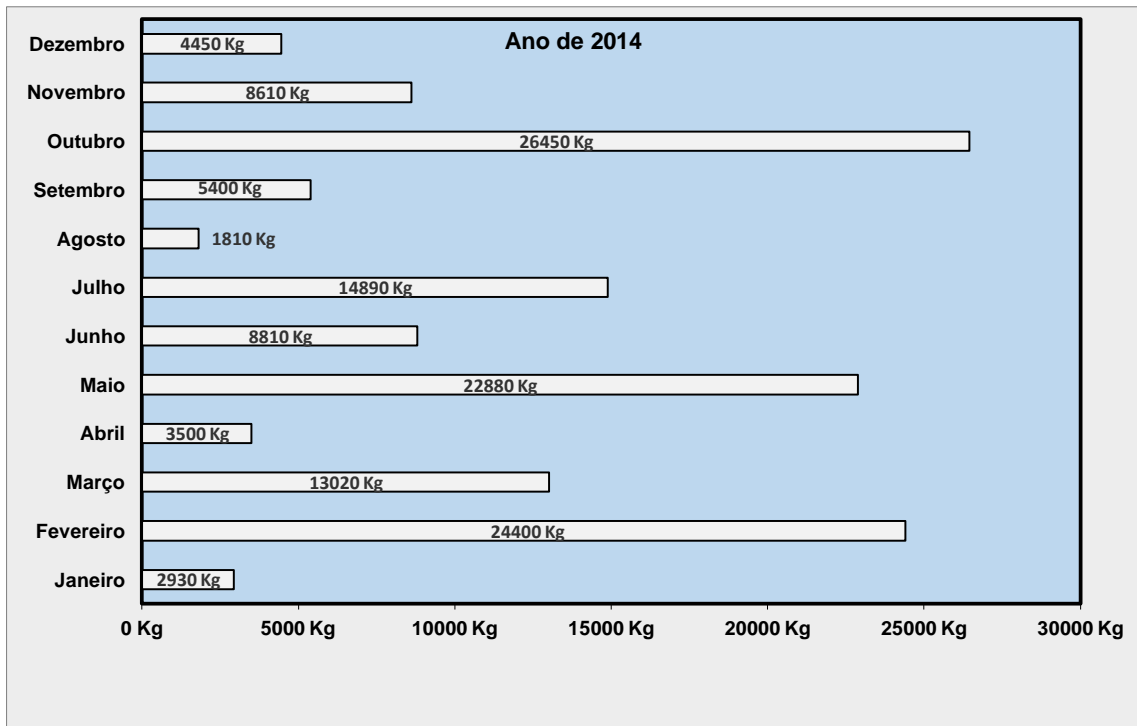 Ano de 2014
Dezembro 4450 Kg
Novembro 8610 Kg
Outubro 26450 Kg
Setembro 5400 Kg
Agosto 1810 Kg
Julho 14890 Kg
Junho 8810 Kg
Maio 22880 Kg
Abril 3500 Kg
Março 13020 Kg
Fevereiro 24400 Kg
Janeiro 2930 Kg
0 Kg 5000 Kg 10000 Kg 15000 Kg 20000 Kg 25000 Kg 30000 Kg